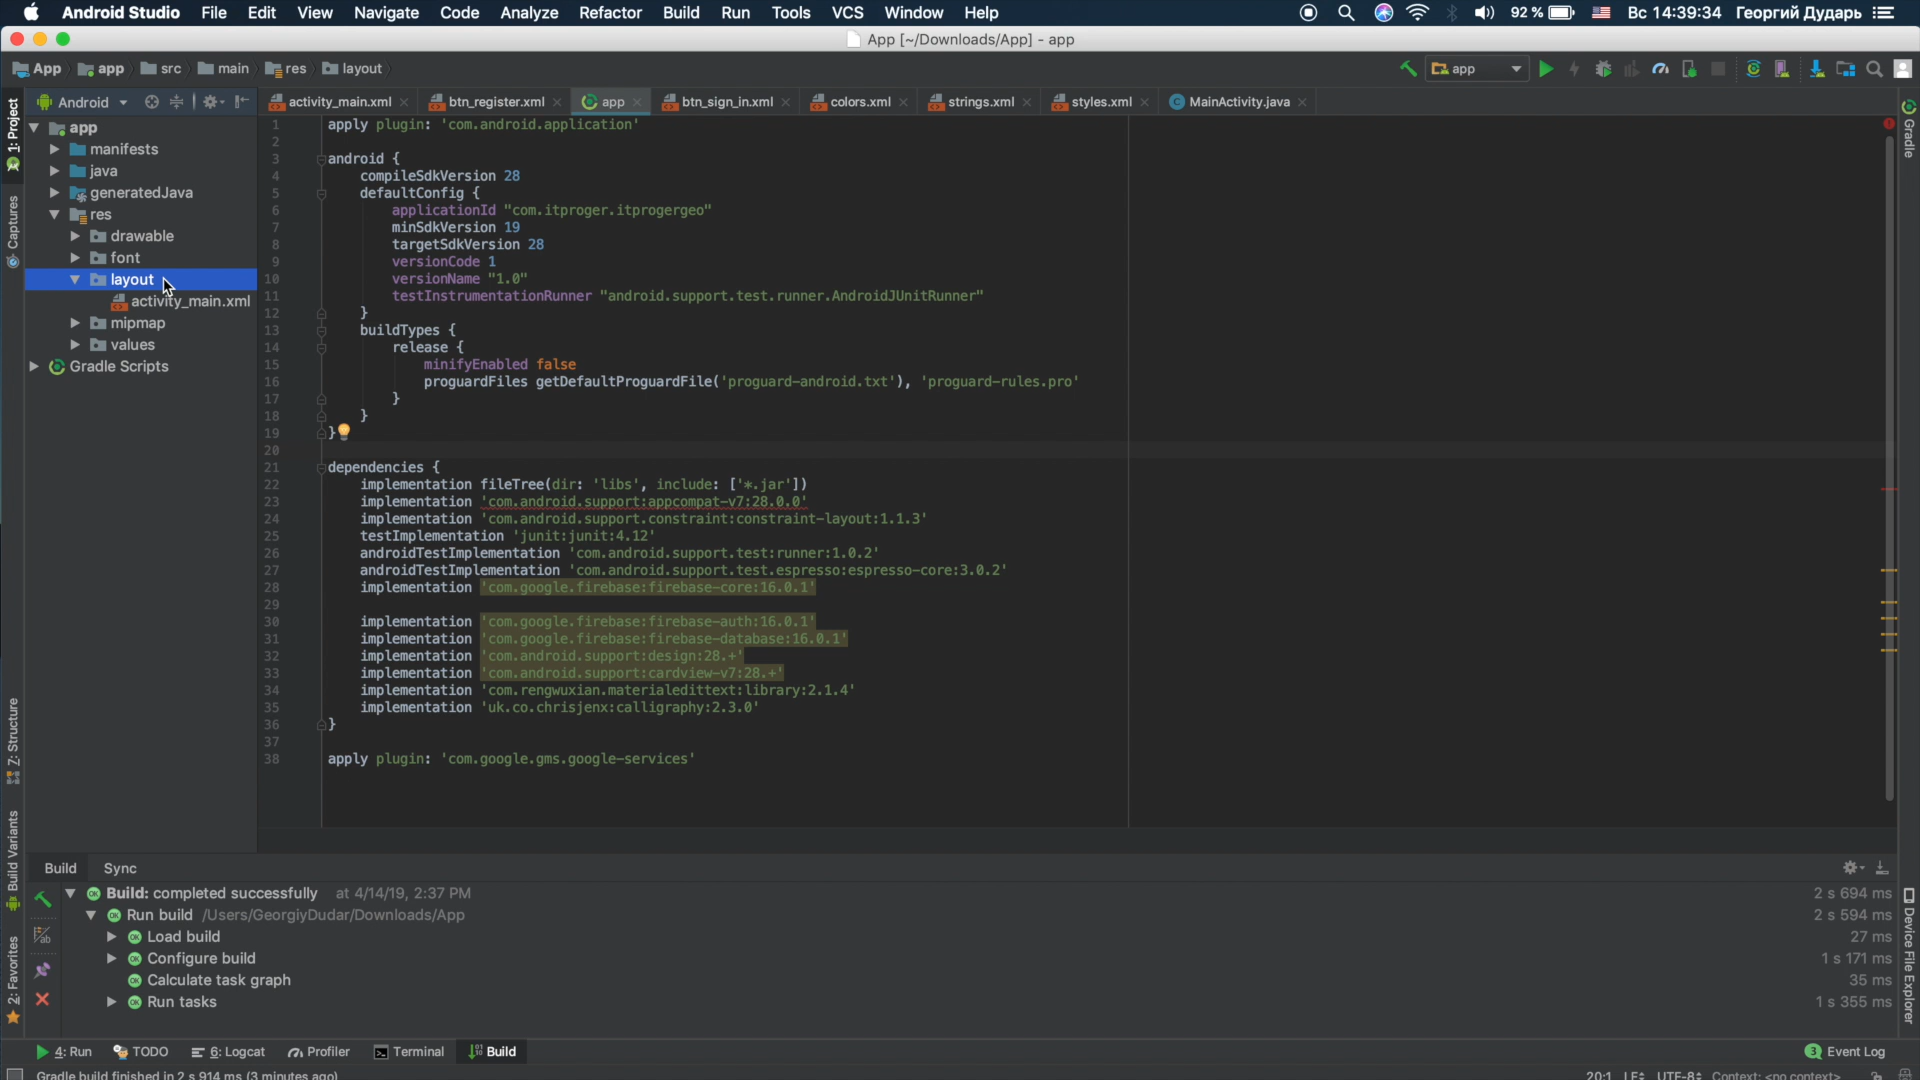 Android Studio File Edit View Navigate Code Analyze Refactor Build Run Tools VCS Window Help 92 % Вс 14:39:34 Георгий Дударь
App [~/Downloads/App] - app
App app src main res layout app
1: Project
Captures
7: Structure
Build Variants
2: Favorites
Android
app
manifests
java
generatedJava
res
drawable
font
layout
activity_main.xml
mipmap
values
Gradle Scripts
activity_main.xml btn_register.xml app btn_sign_in.xml colors.xml strings.xml styles.xml MainActivity.java
1 apply plugin: 'com.android.application'
2
3 android {
4 compileSdkVersion 28
5 defaultConfig {
6 applicationId "com.itproger.itprogergeo"
7 minSdkVersion 19
8 targetSdkVersion 28
9 versionCode 1
10 versionName "1.0"
11 testInstrumentationRunner "android.support.test.runner.AndroidJUnitRunner"
12 }
13 buildTypes {
14 release {
15 minifyEnabled false
16 proguardFiles getDefaultProguardFile('proguard-android.txt'), 'proguard-rules.pro'
17 }
18 }
19 }
20
21 dependencies {
22 implementation fileTree(dir: 'libs', include: ['*.jar'])
23 implementation 'com.android.support:appcompat-v7:28.0.0'
24 implementation 'com.android.support.constraint:constraint-layout:1.1.3'
25 testImplementation 'junit:junit:4.12'
26 androidTestImplementation 'com.android.support.test:runner:1.0.2'
27 androidTestImplementation 'com.android.support.test.espresso:espresso-core:3.0.2'
28 implementation 'com.google.firebase:firebase-core:16.0.1'
29
30 implementation 'com.google.firebase:firebase-auth:16.0.1'
31 implementation 'com.google.firebase:firebase-database:16.0.1'
32 implementation 'com.android.support:design:28.+'
33 implementation 'com.android.support:cardview-v7:28.+'
34 implementation 'com.rengwuxian.materialedittext:library:2.1.4'
35 implementation 'uk.co.chrisjenx:calligraphy:2.3.0'
36 }
37
38 apply plugin: 'com.google.gms.google-services'
Gradle
Device File Explorer
Build Sync
Build: completed successfully at 4/14/19, 2:37 PM 2 s 694 ms
Run build /Users/GeorgiyDudar/Downloads/App 2 s 594 ms
Load build 27 ms
Configure build 1 s 171 ms
Calculate task graph 35 ms
Run tasks 1 s 355 ms
4: Run TODO 6: Logcat Profiler Terminal Build 3 Event Log
Gradle build finished in 2 s 914 ms (3 minutes ago) 20:1 LF UTF-8 Context: <no context>